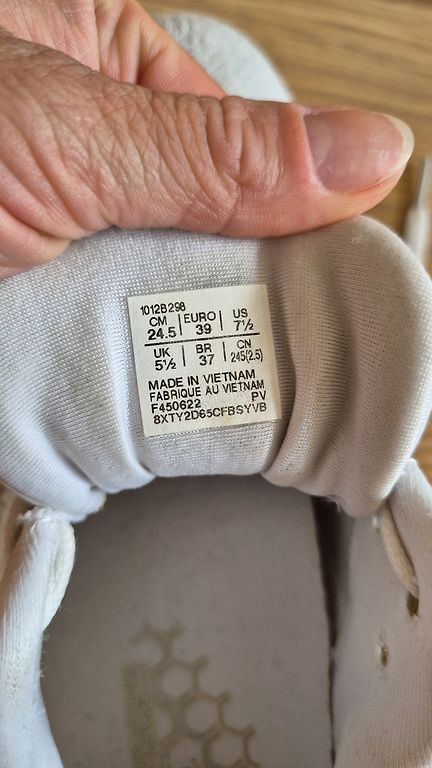 1012B298
CM 24.5 | EURO 39 | US 7½
UK 5½ | BR 37 | CN 245(2.5)
MADE IN VIETNAM
FABRIQUE AU VIETNAM
F450622 PV
8XTY2D65CFBSYVB